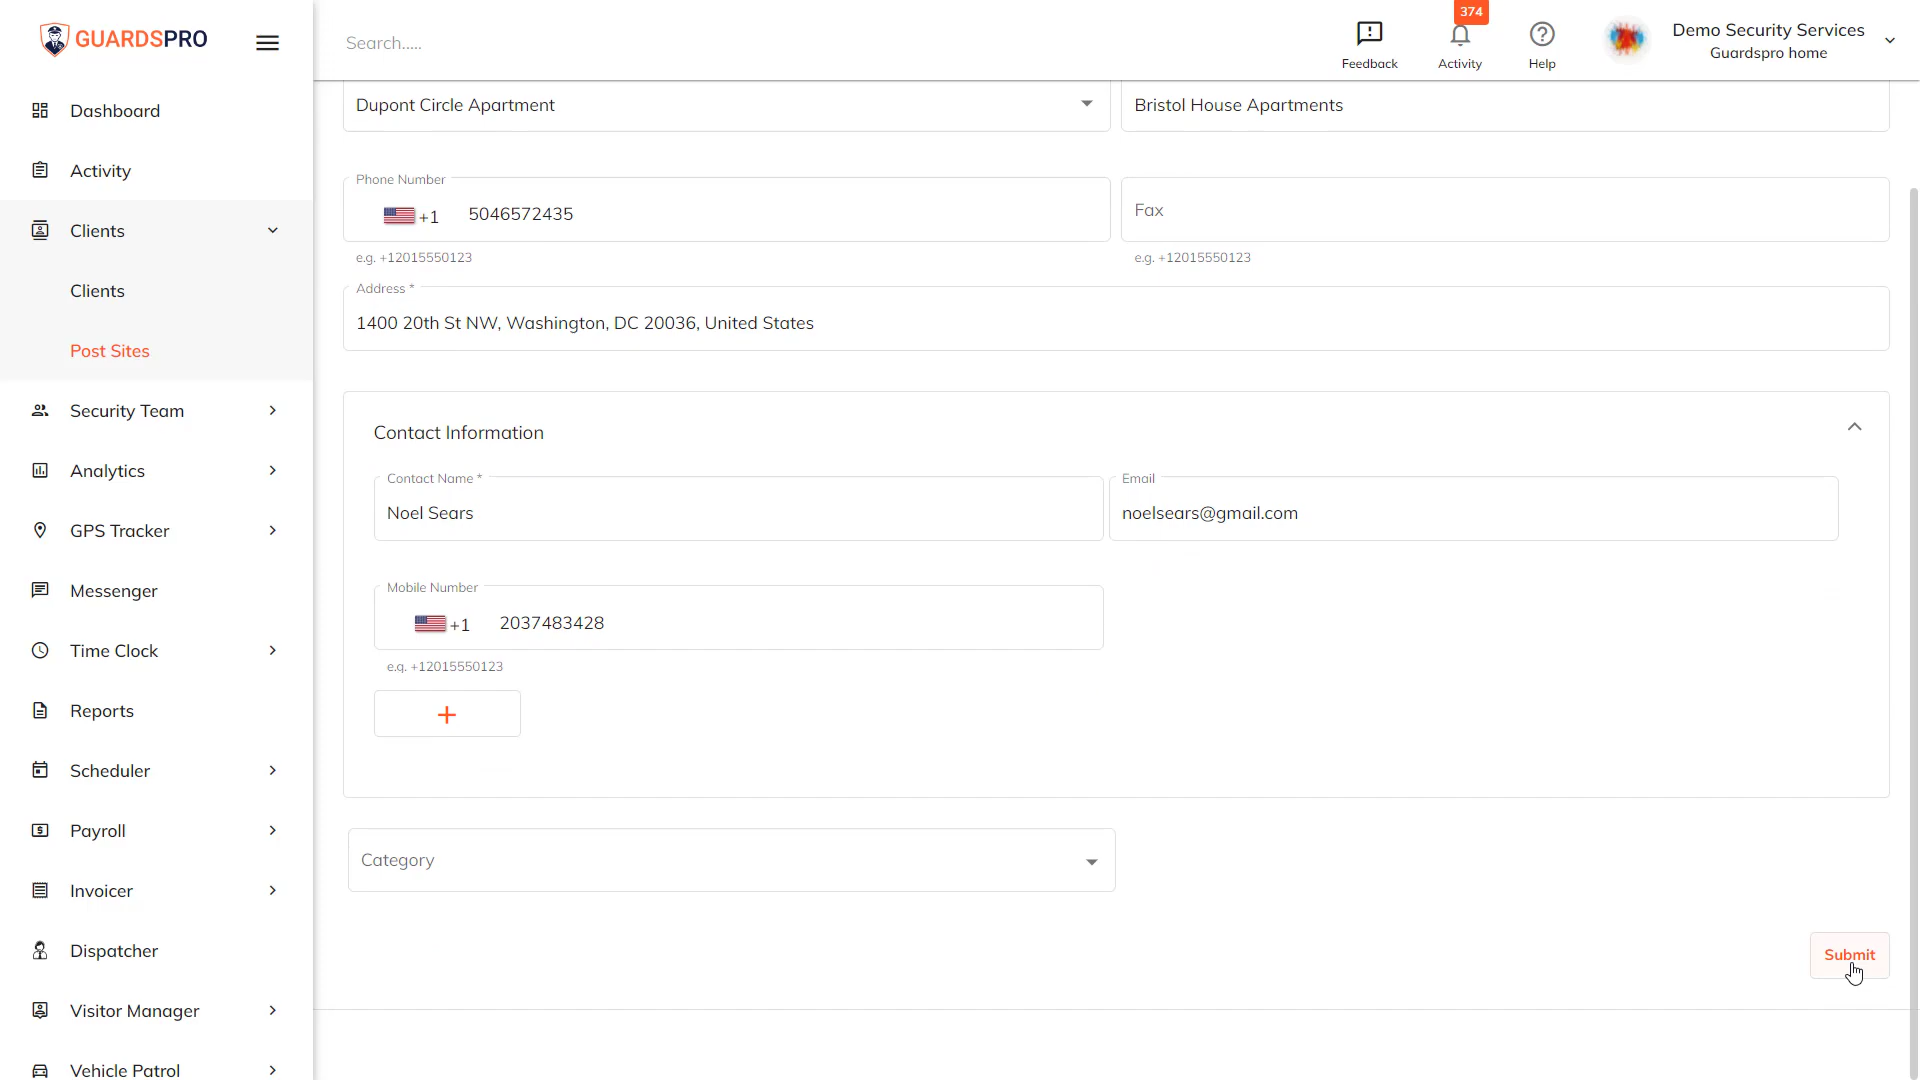 GUARDSPRO
Search.....
374
Feedback
Activity
Help
Demo Security Services
Guardspro home
Dashboard
Activity
Clients
Clients
Post Sites
Security Team
Analytics
GPS Tracker
Messenger
Time Clock
Reports
Scheduler
Payroll
Invoicer
Dispatcher
Visitor Manager
Vehicle Patrol
Dupont Circle Apartment
Bristol House Apartments
Phone Number
+1 5046572435
e.g. +12015550123
Fax
e.g. +12015550123
Address *
1400 20th St NW, Washington, DC 20036, United States
Contact Information
Contact Name *
Noel Sears
Email
noelsears@gmail.com
Mobile Number
+1 2037483428
e.g. +12015550123
+
Category
Submit